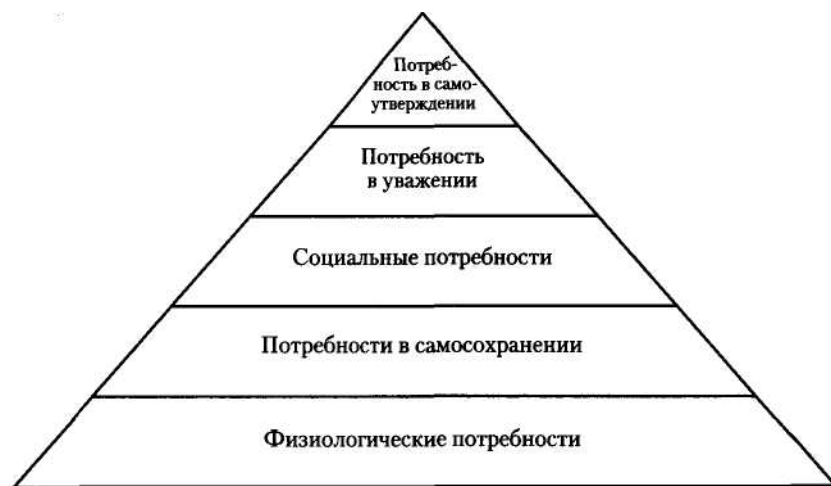 Потреб-
ность в само-
утверждении
Потребность
в уважении
Социальные потребности
Потребности в самосохранении
Физиологические потребности